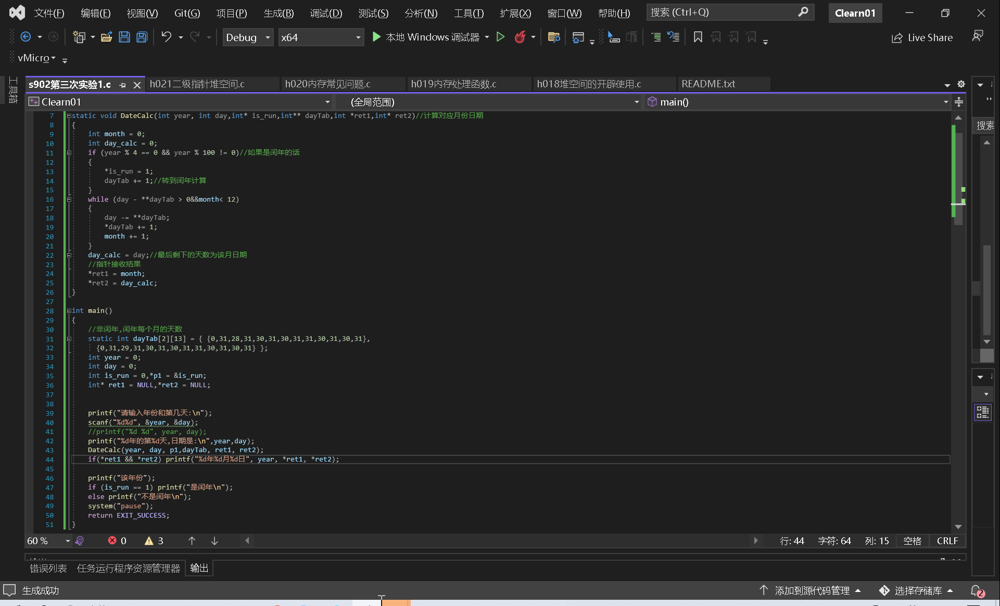 文件(F) 编辑(E) 视图(V) Git(G) 项目(P) 生成(B) 调试(D) 测试(S) 分析(N) 工具(T) 扩展(X) 窗口(W) 帮助(H) 搜索 (Ctrl+Q) Clearn01
Debug x64 本地 Windows 调试器 Live Share
vMicro
工具箱
s902第三次实验1.c h021二级指针堆空间.c h020内存常见问题.c h019内存处理函数.c h018堆空间的开辟使用.c README.txt
Clearn01 (全局范围) main()
搜索
7 static void DateCalc(int year, int day,int* is_run,int** dayTab,int *ret1,int* ret2)//计算对应月份日期
8 {
9 int month = 0;
10 int day_calc = 0;
11 if (year % 4 == 0 && year % 100 != 0)//如果是闰年的话
12 {
13 *is_run = 1;
14 dayTab += 1;//转到闰年计算
15 }
16 while (day - **dayTab > 0&&month< 12)
17 {
18 day -= **dayTab;
19 *dayTab += 1;
20 month += 1;
21 }
22 day_calc = day;//最后剩下的天数为该月日期
23 //指针接收结果
24 *ret1 = month;
25 *ret2 = day_calc;
26 }
27
28 int main()
29 {
30 //非闰年,闰年每个月的天数
31 static int dayTab[2][13] = { {0,31,28,31,30,31,30,31,31,30,31,30,31},
32 {0,31,29,31,30,31,30,31,31,30,31,30,31} };
33 int year = 0;
34 int day = 0;
35 int is_run = 0,*p1 = &is_run;
36 int* ret1 = NULL,*ret2 = NULL;
37
38
39 printf("请输入年份和第几天:\n");
40 scanf("%d%d", &year, &day);
41 //printf("%d %d", year, day);
42 printf("%d年的第%d天,日期是:\n",year,day);
43 DateCalc(year, day, p1,dayTab, ret1, ret2);
44 if(*ret1 && *ret2) printf("%d年%d月%d日", year, *ret1, *ret2);
45
46 printf("该年份");
47 if (is_run == 1) printf("是闰年\n");
48 else printf("不是闰年\n");
49 system("pause");
50 return EXIT_SUCCESS;
51 }
60 % 0 3 行: 44 字符: 64 列: 15 空格 CRLF
错误列表 任务运行程序资源管理器 输出
生成成功 添加到源代码管理 选择存储库 2